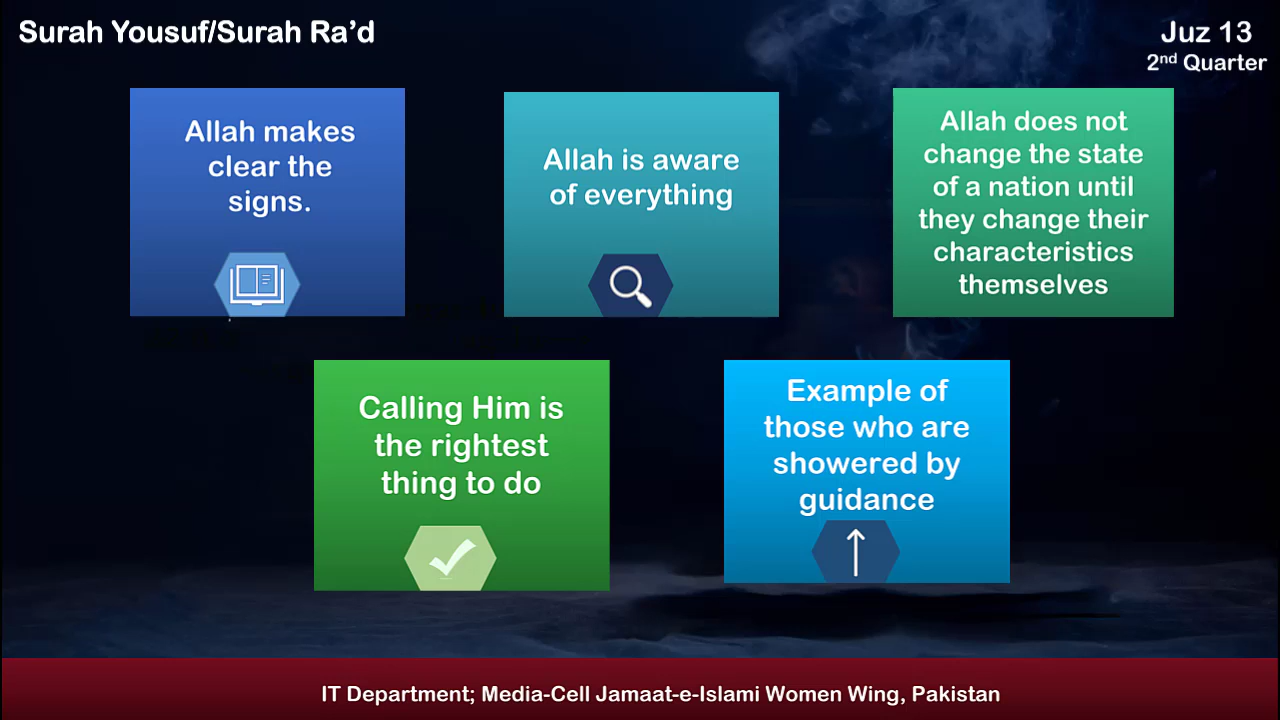 Surah Yousuf/Surah Ra’d
Juz 13
2nd Quarter
Allah makes
clear the
signs.
Allah is aware
of everything
Allah does not
change the state
of a nation until
they change their
characteristics
themselves
Calling Him is
the rightest
thing to do
Example of
those who are
showered by
guidance
IT Department; Media-Cell Jamaat-e-Islami Women Wing, Pakistan